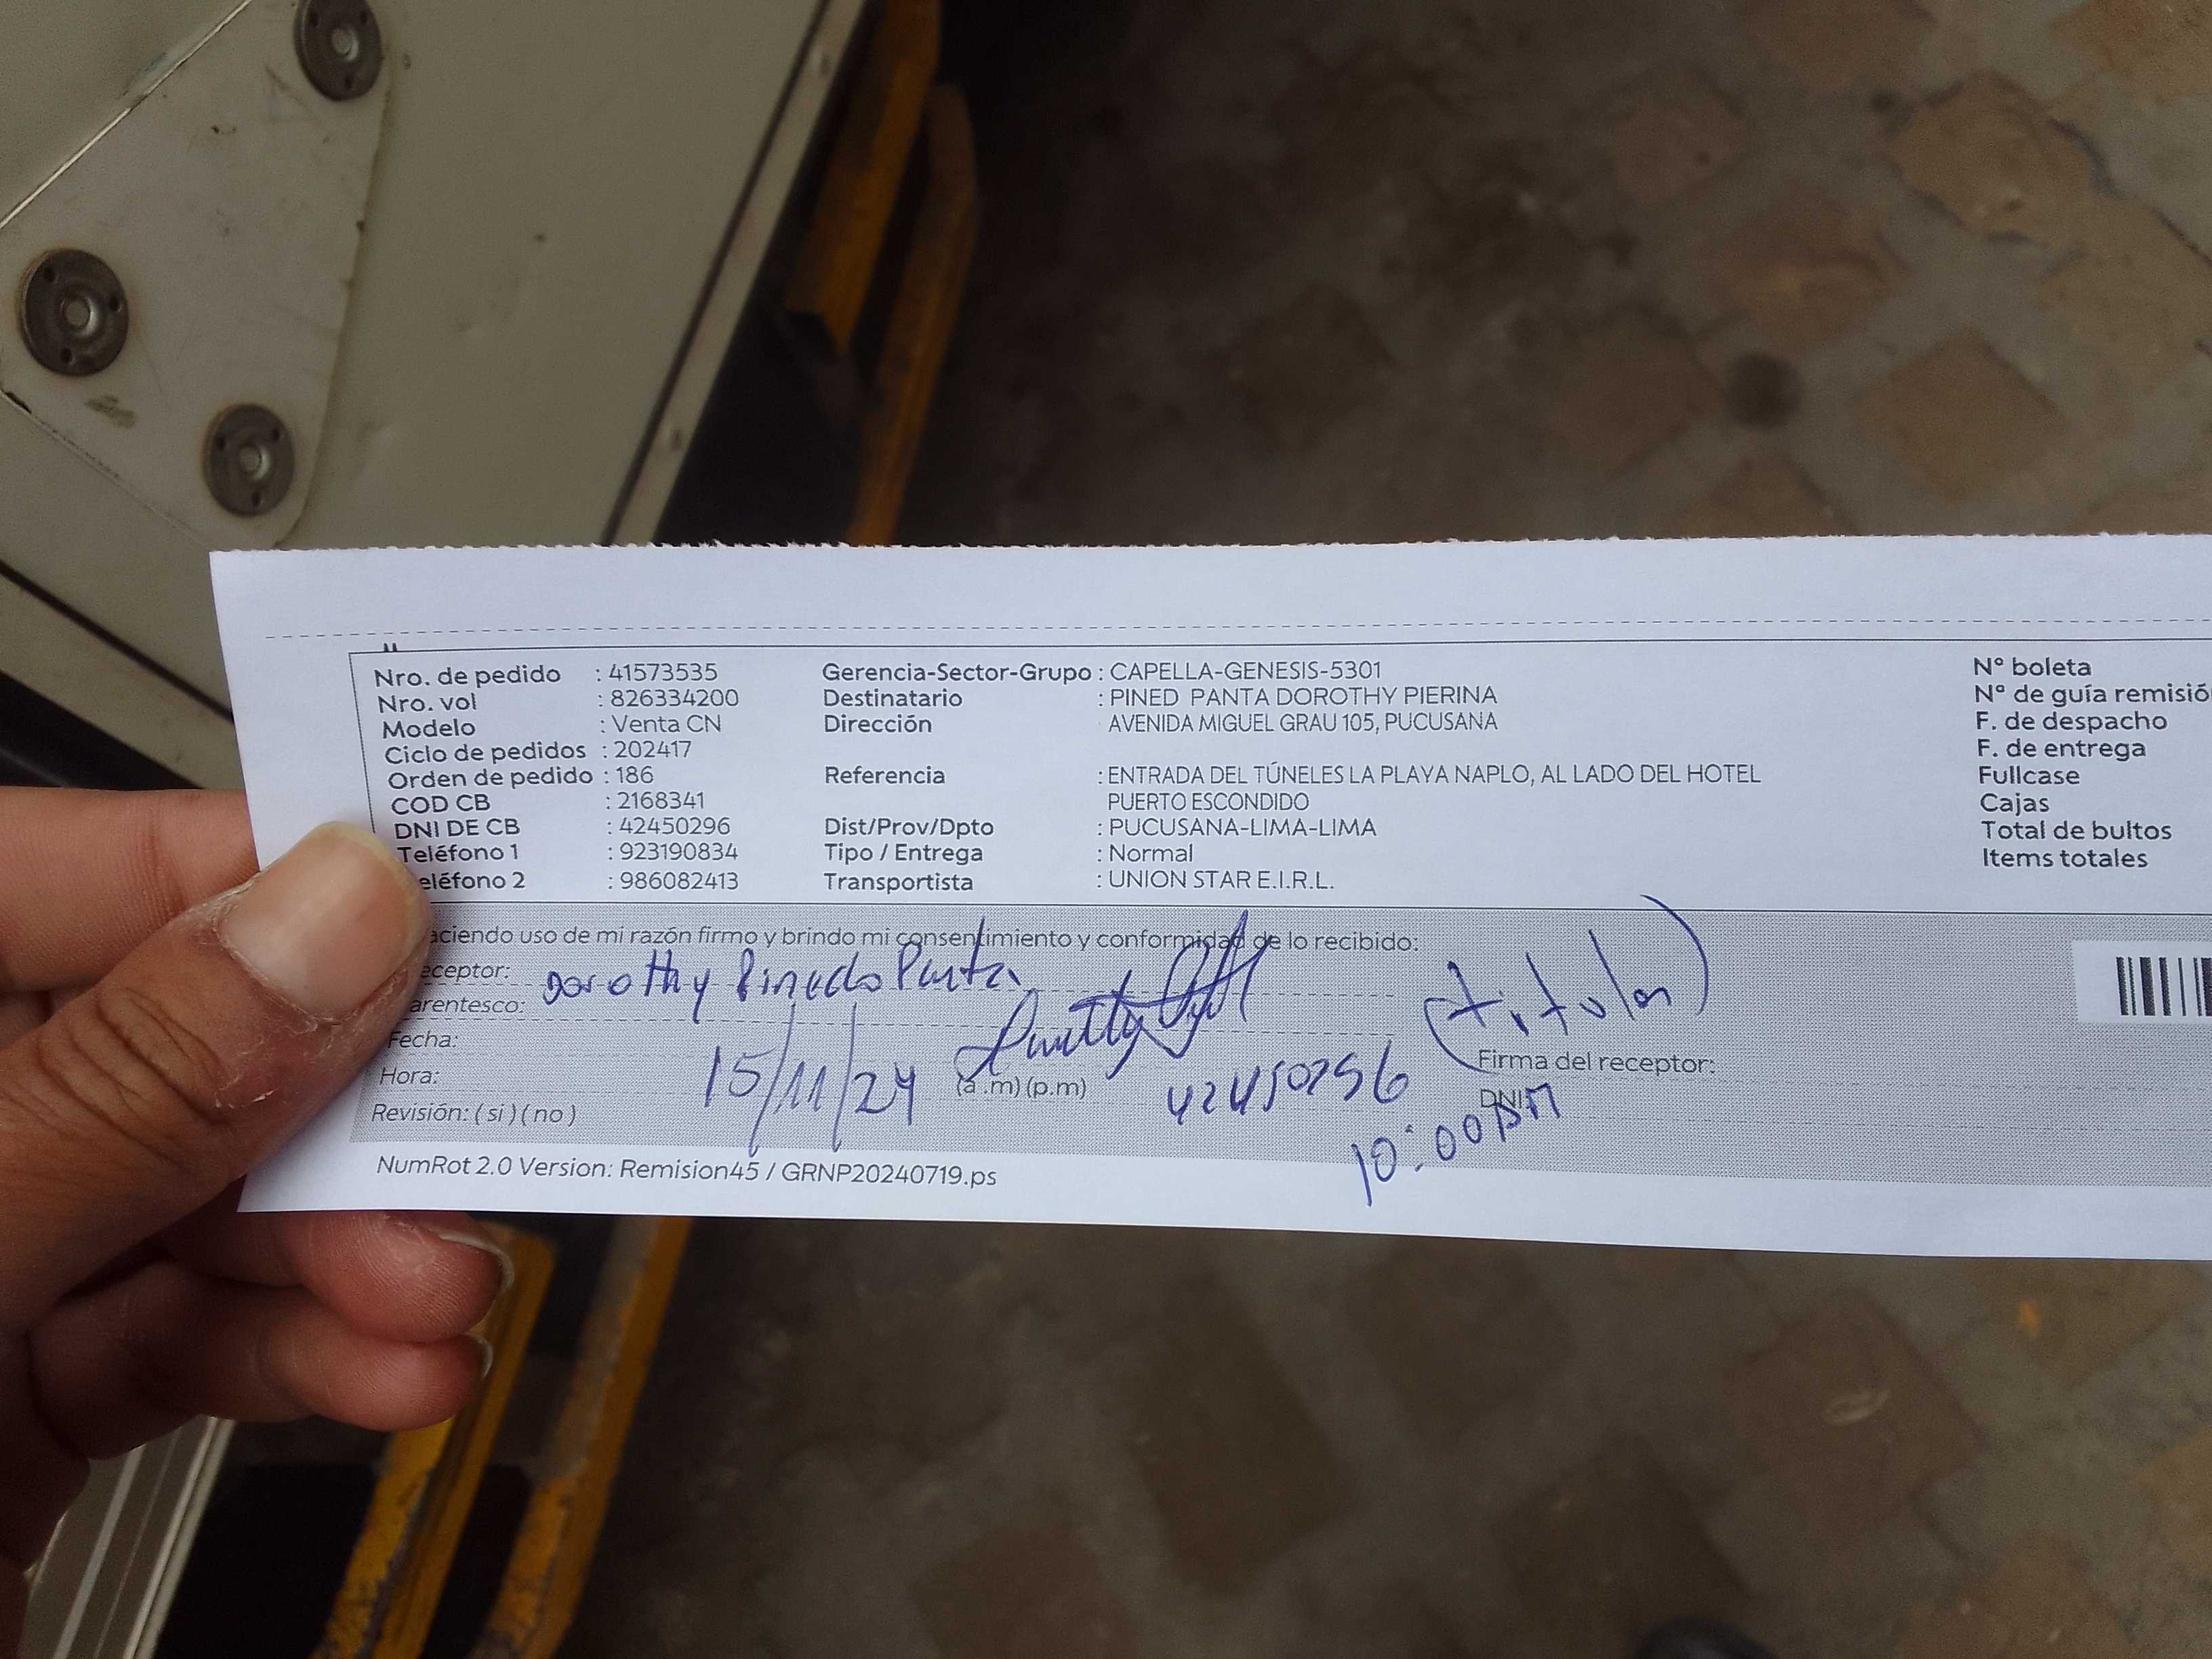 Nro. de pedido : 41573535 Gerencia-Sector-Grupo : CAPELLA-GENESIS-5301 N° boleta
Nro. vol : 826334200 Destinatario : PINED PANTA DOROTHY PIERINA N° de guía remisió
Modelo : Venta CN Dirección AVENIDA MIGUEL GRAU 105, PUCUSANA F. de despacho
Ciclo de pedidos : 202417 F. de entrega
Orden de pedido : 186 Referencia : ENTRADA DEL TÚNELES LA PLAYA NAPLO, AL LADO DEL HOTEL Fullcase
COD CB : 2168341 PUERTO ESCONDIDO Cajas
DNI DE CB : 42450296 Dist/Prov/Dpto : PUCUSANA-LIMA-LIMA Total de bultos
Teléfono 1 : 923190834 Tipo / Entrega : Normal Items totales
eléfono 2 : 986082413 Transportista : UNION STAR E.I.R.L.
aciendo uso de mi razón firmo y brindo mi consentimiento y conformidad de lo recibido:
eceptor: Dorothy Pinedo Panta (titular)
arentesco:
Fecha: 15/11/24 Firma del receptor:
Hora: (a .m) (p.m) 42450296 DNI:
Revisión: ( si ) ( no ) 10:00
NumRot 2.0 Version: Remision45 / GRNP20240719.ps